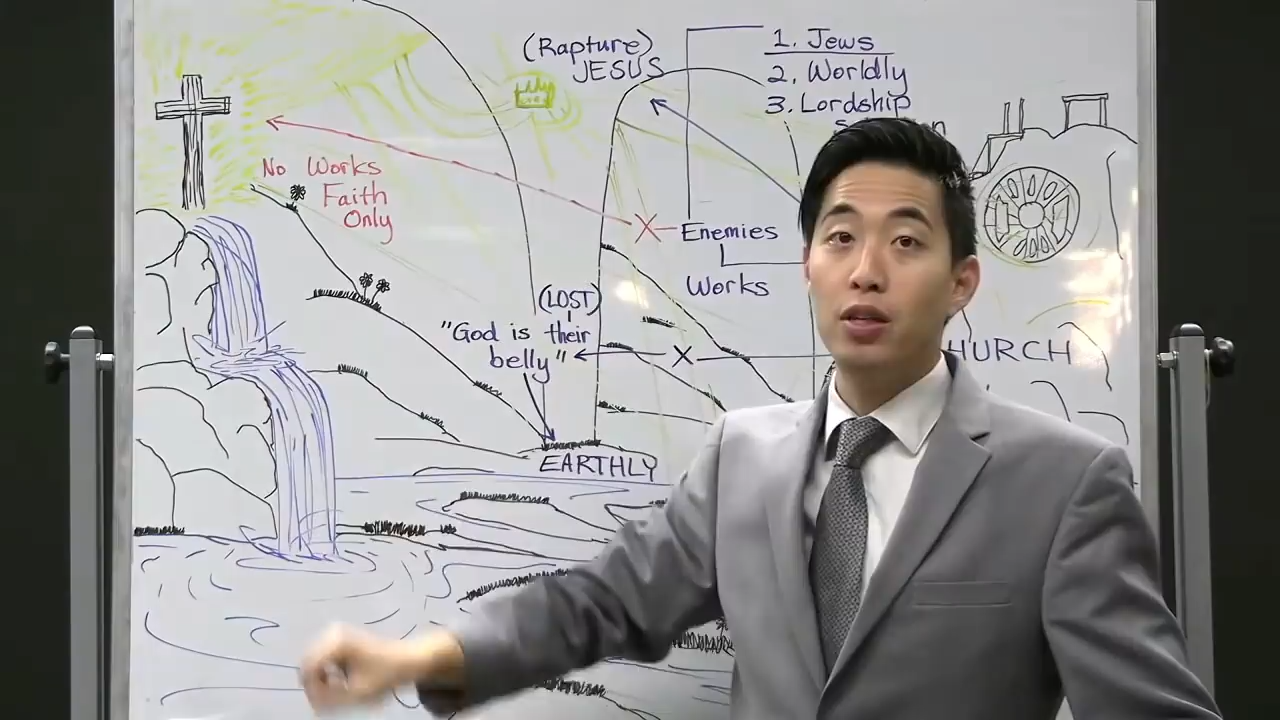 (Rapture)
JESUS
1. Jews
2. Worldly
3. Lordship
No Works
Faith
Only
Enemies
Works
(LOST)
"God is their
belly"
HURCH
EARTHLY